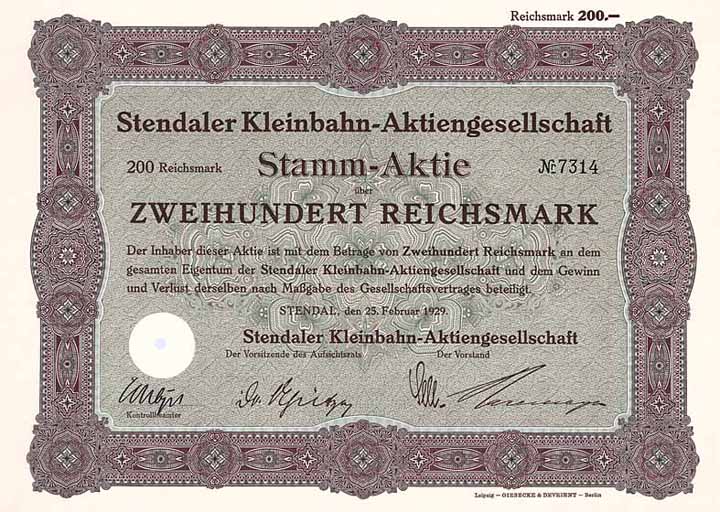 Reichsmark 200.—
Stendaler Kleinbahn-Aktiengesellschaft
200 Reichsmark Stamm-Aktie № 7314
über
ZWEIHUNDERT REICHSMARK
Der Inhaber dieser Aktie ist mit dem Betrage von Zweihundert Reichsmark an dem
gesamten Eigentum der Stendaler Kleinbahn-Aktiengesellschaft und dem Gewinn
und Verlust derselben nach Maßgabe des Gesellschaftsvertrages beteiligt.
STENDAL, den 25. Februar 1929.
Stendaler Kleinbahn-Aktiengesellschaft
Der Vorsitzende des Aufsichtsrats Der Vorstand
Kontrollbeamter
Leipzig — GIESECKE & DEVRIENT — Berlin